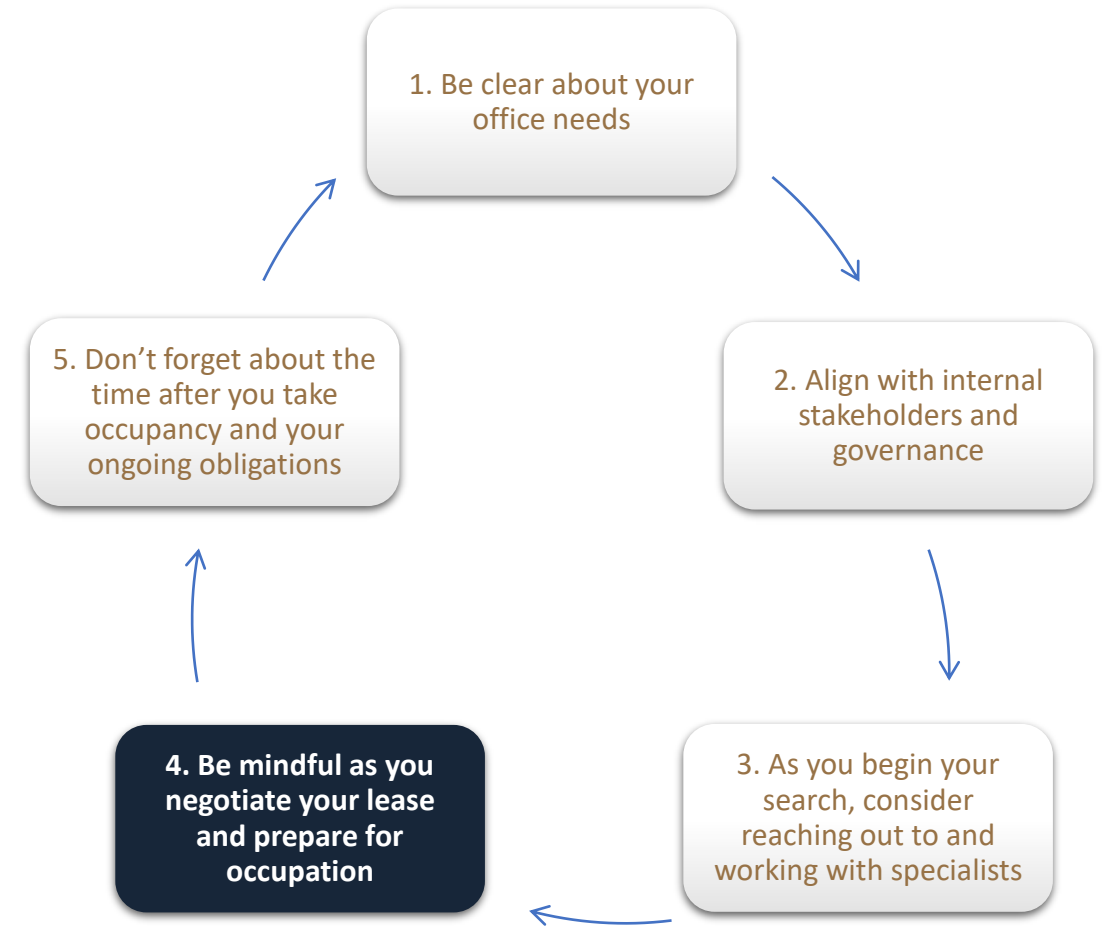 1. Be clear about your
office needs
2. Align with internal
stakeholders and
governance
3. As you begin your
search, consider
reaching out to and
working with specialists
4. Be mindful as you
negotiate your lease
and prepare for
occupation
5. Don’t forget about the
time after you take
occupancy and your
ongoing obligations